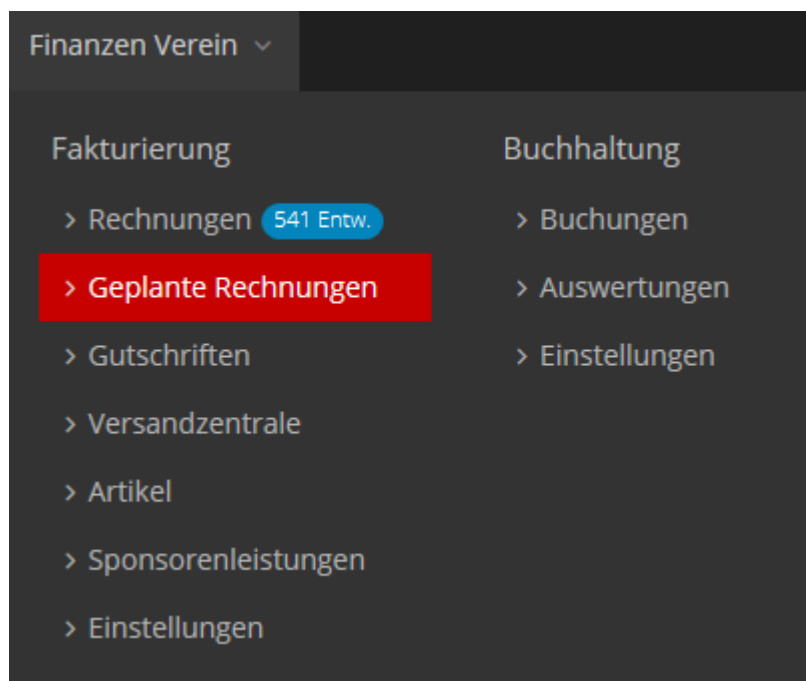 Finanzen Verein
Fakturierung
Rechnungen 541 Entw.
Geplante Rechnungen
Gutschriften
Versandzentrale
Artikel
Sponsorenleistungen
Einstellungen
Buchhaltung
Buchungen
Auswertungen
Einstellungen